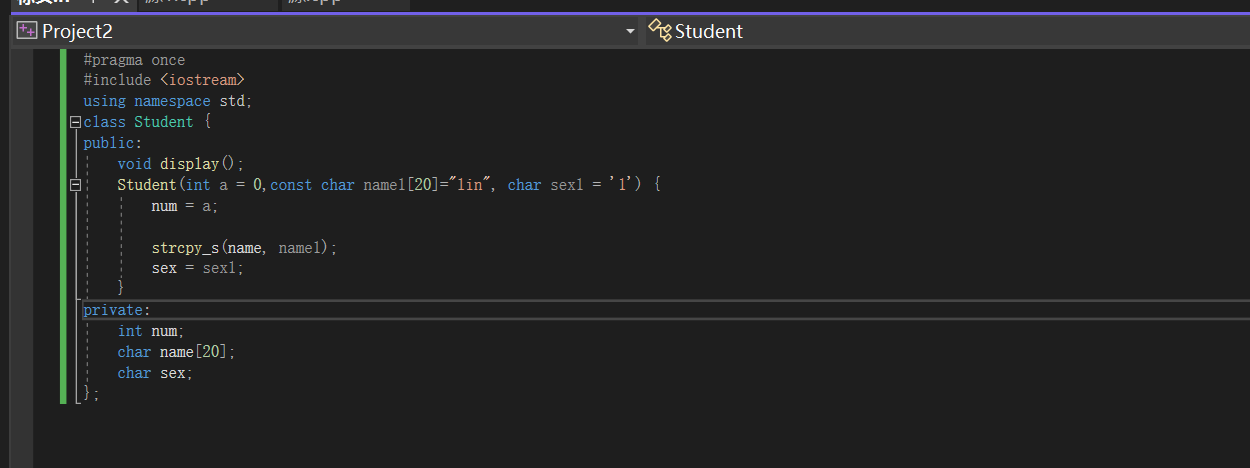 Project2
Student
#pragma once
#include <iostream>
using namespace std;
class Student {
public:
void display();
Student(int a = 0,const char name1[20]="lin", char sex1 = '1') {
num = a;
strcpy_s(name, name1);
sex = sex1;
}
private:
int num;
char name[20];
char sex;
};